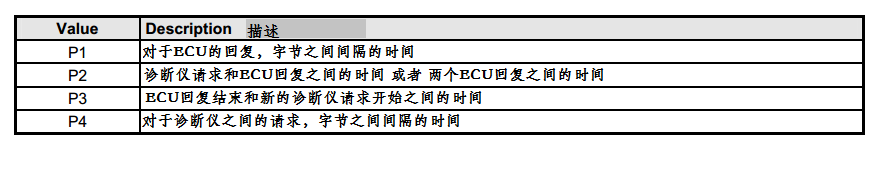 Value Description 描述
P1 对于ECU的回复，字节之间间隔的时间
P2 诊断仪请求和ECU回复之间的时间 或者 两个ECU回复之间的时间
P3 ECU回复结束和新的诊断仪请求开始之间的时间
P4 对于诊断仪之间的请求，字节之间间隔的时间